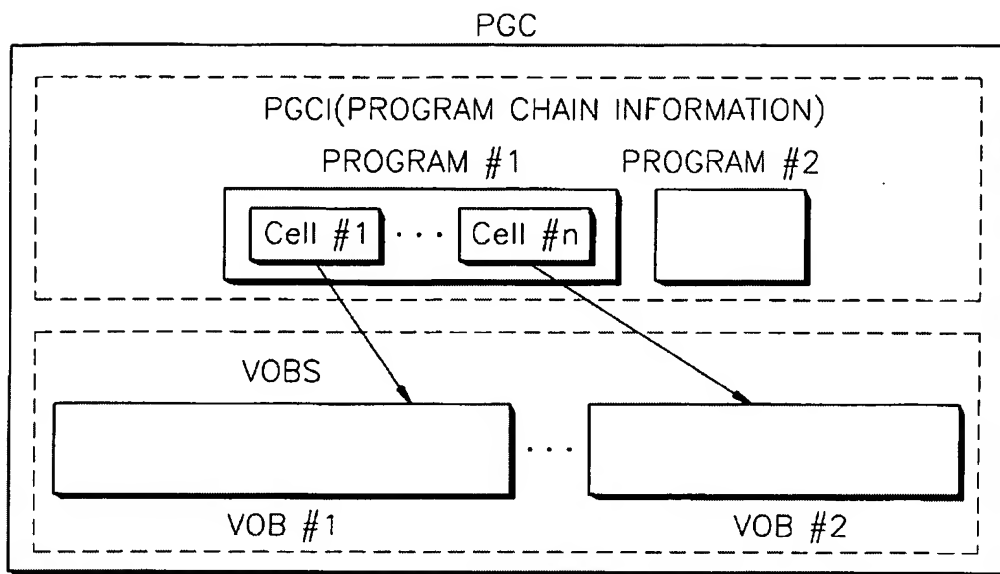 PGC
PGCI(PROGRAM CHAIN INFORMATION)
PROGRAM #1 PROGRAM #2
Cell #1 ··· Cell #n
VOBS
···
VOB #1 VOB #2